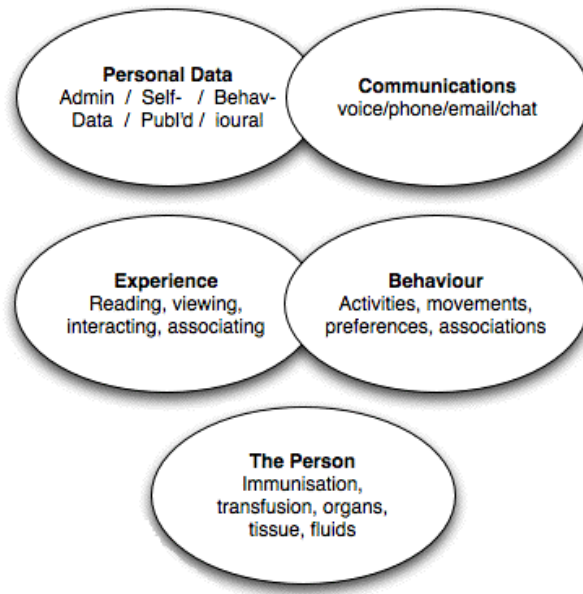 Personal Data
Admin / Self- / Behav-
Data / Publ'd / ioural
Communications
voice/phone/email/chat
Experience
Reading, viewing,
interacting, associating
Behaviour
Activities, movements,
preferences, associations
The Person
Immunisation,
transfusion, organs,
tissue, fluids